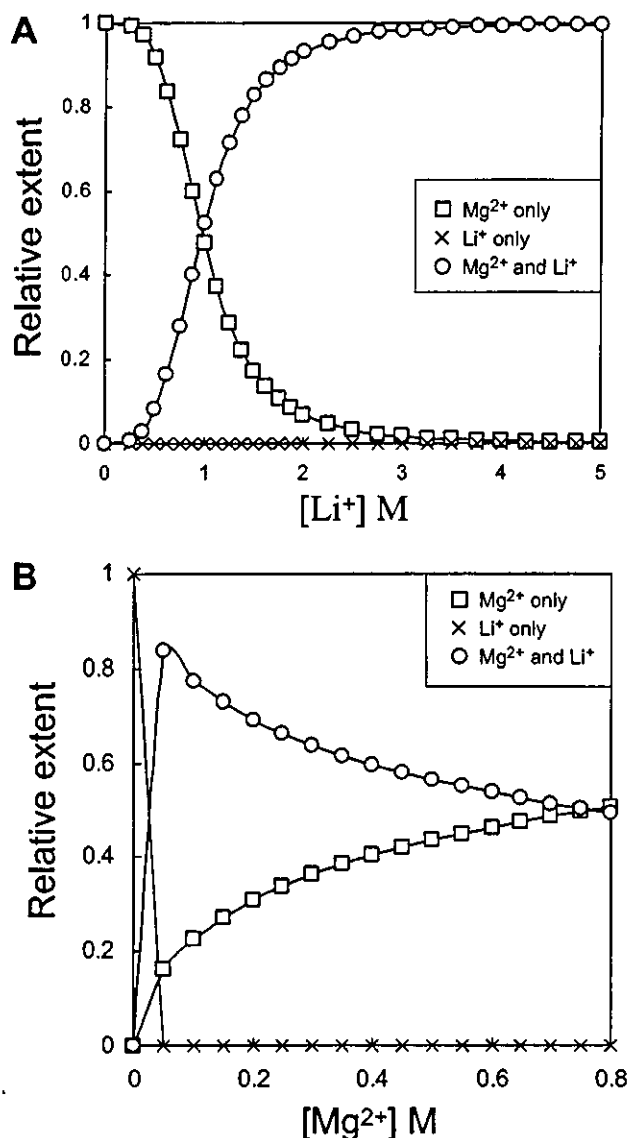 A
1
0.8
0.6
0.4
0.2
0
Relative extent
□ Mg²⁺ only
× Li⁺ only
○ Mg²⁺ and Li⁺
0 1 2 3 4 5
[Li⁺] M
B
1
0.8
0.6
0.4
0.2
0
Relative extent
□ Mg²⁺ only
× Li⁺ only
○ Mg²⁺ and Li⁺
0 0.2 0.4 0.6 0.8
[Mg²⁺] M